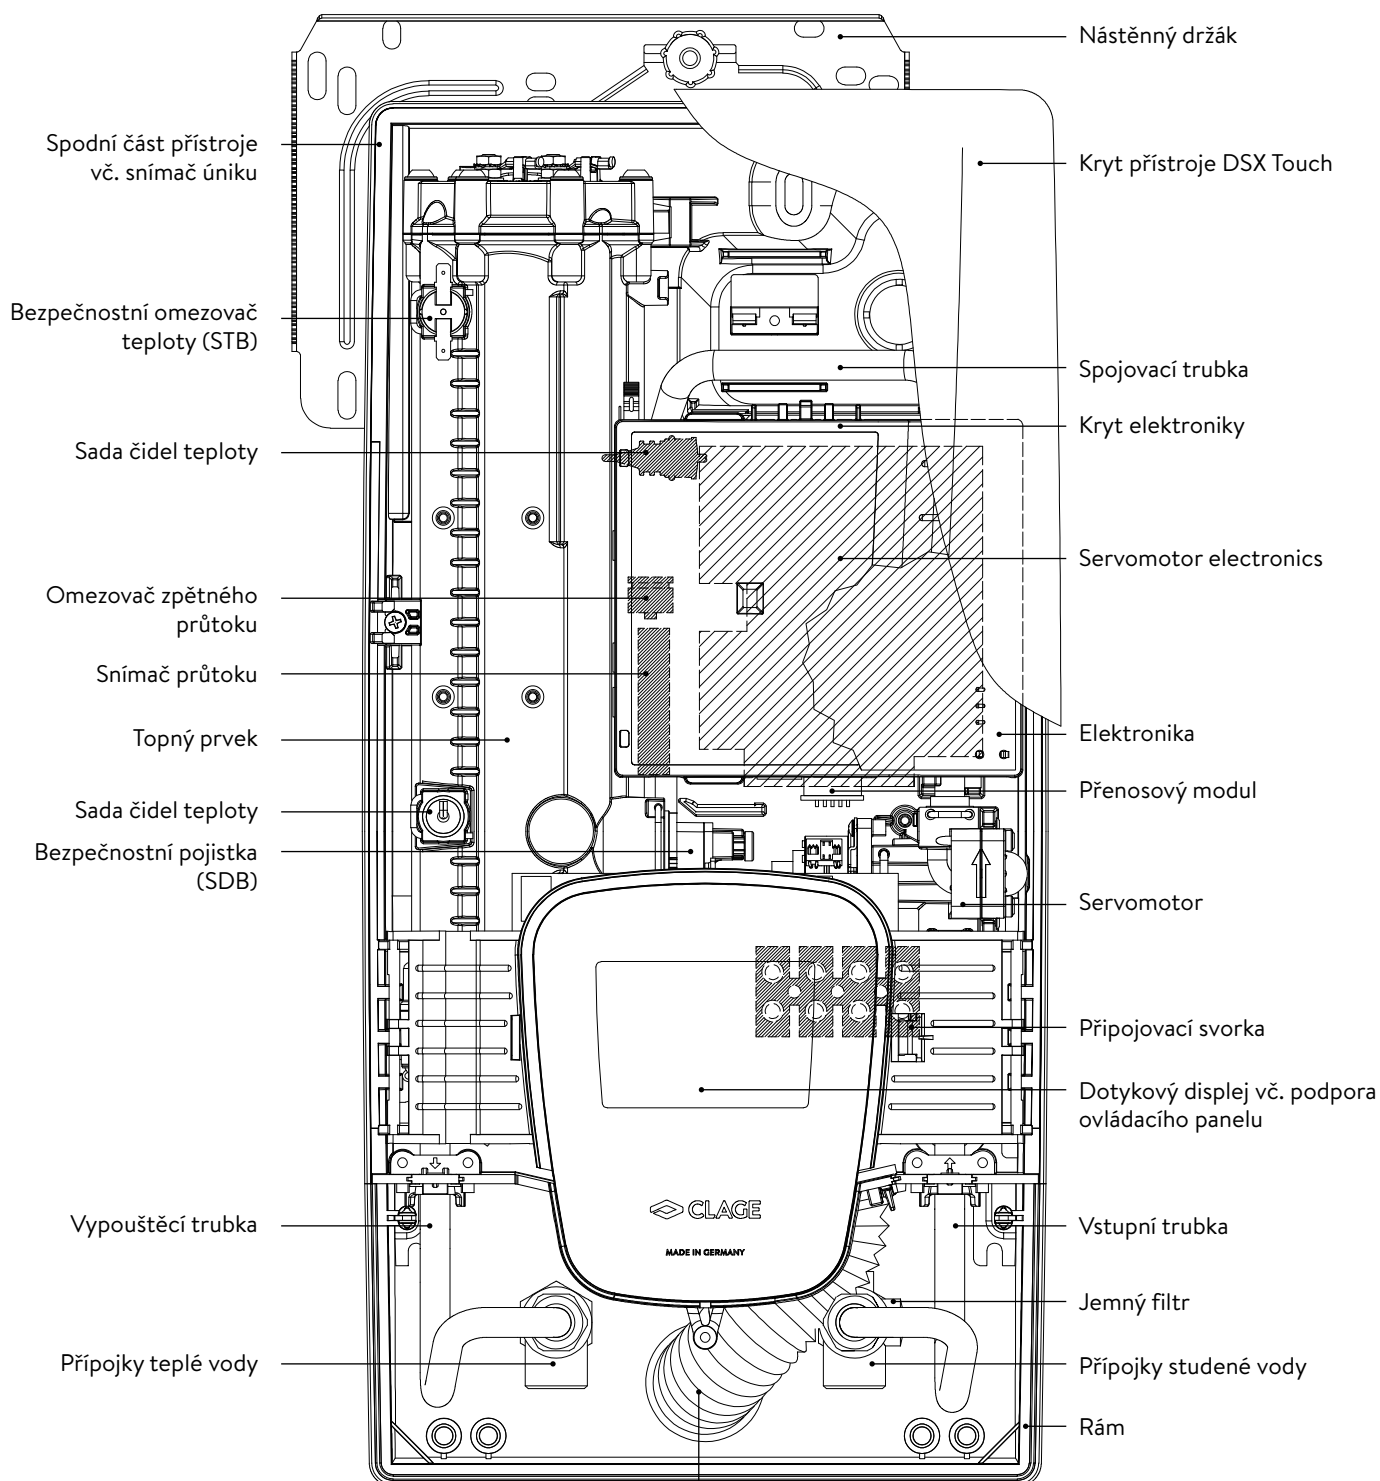 Nástěnný držák
Spodní část přístroje
vč. snímač úniku
Kryt přístroje DSX Touch
Bezpečnostní omezovač
teploty (STB)
Spojovací trubka
Kryt elektroniky
Sada čidel teploty
Servomotor electronics
Omezovač zpětného
průtoku
Snímač průtoku
Topný prvek
Elektronika
Přenosový modul
Sada čidel teploty
Bezpečnostní pojistka
(SDB)
Servomotor
Připojovací svorka
Dotykový displej vč. podpora
ovládacího panelu
CLAGE
MADE IN GERMANY
Vypouštěcí trubka
Vstupní trubka
Jemný filtr
Přípojky teplé vody
Přípojky studené vody
Rám